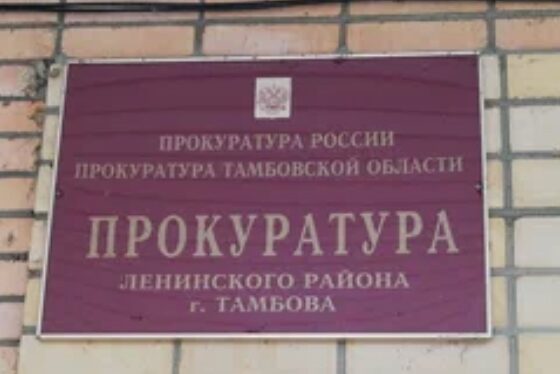 ПРОКУРАТУРА РОССИИ
ПРОКУРАТУРА ТАМБОВСКОЙ ОБЛАСТИ
ПРОКУРАТУРА
ЛЕНИНСКОГО РАЙОНА
г. ТАМБОВА